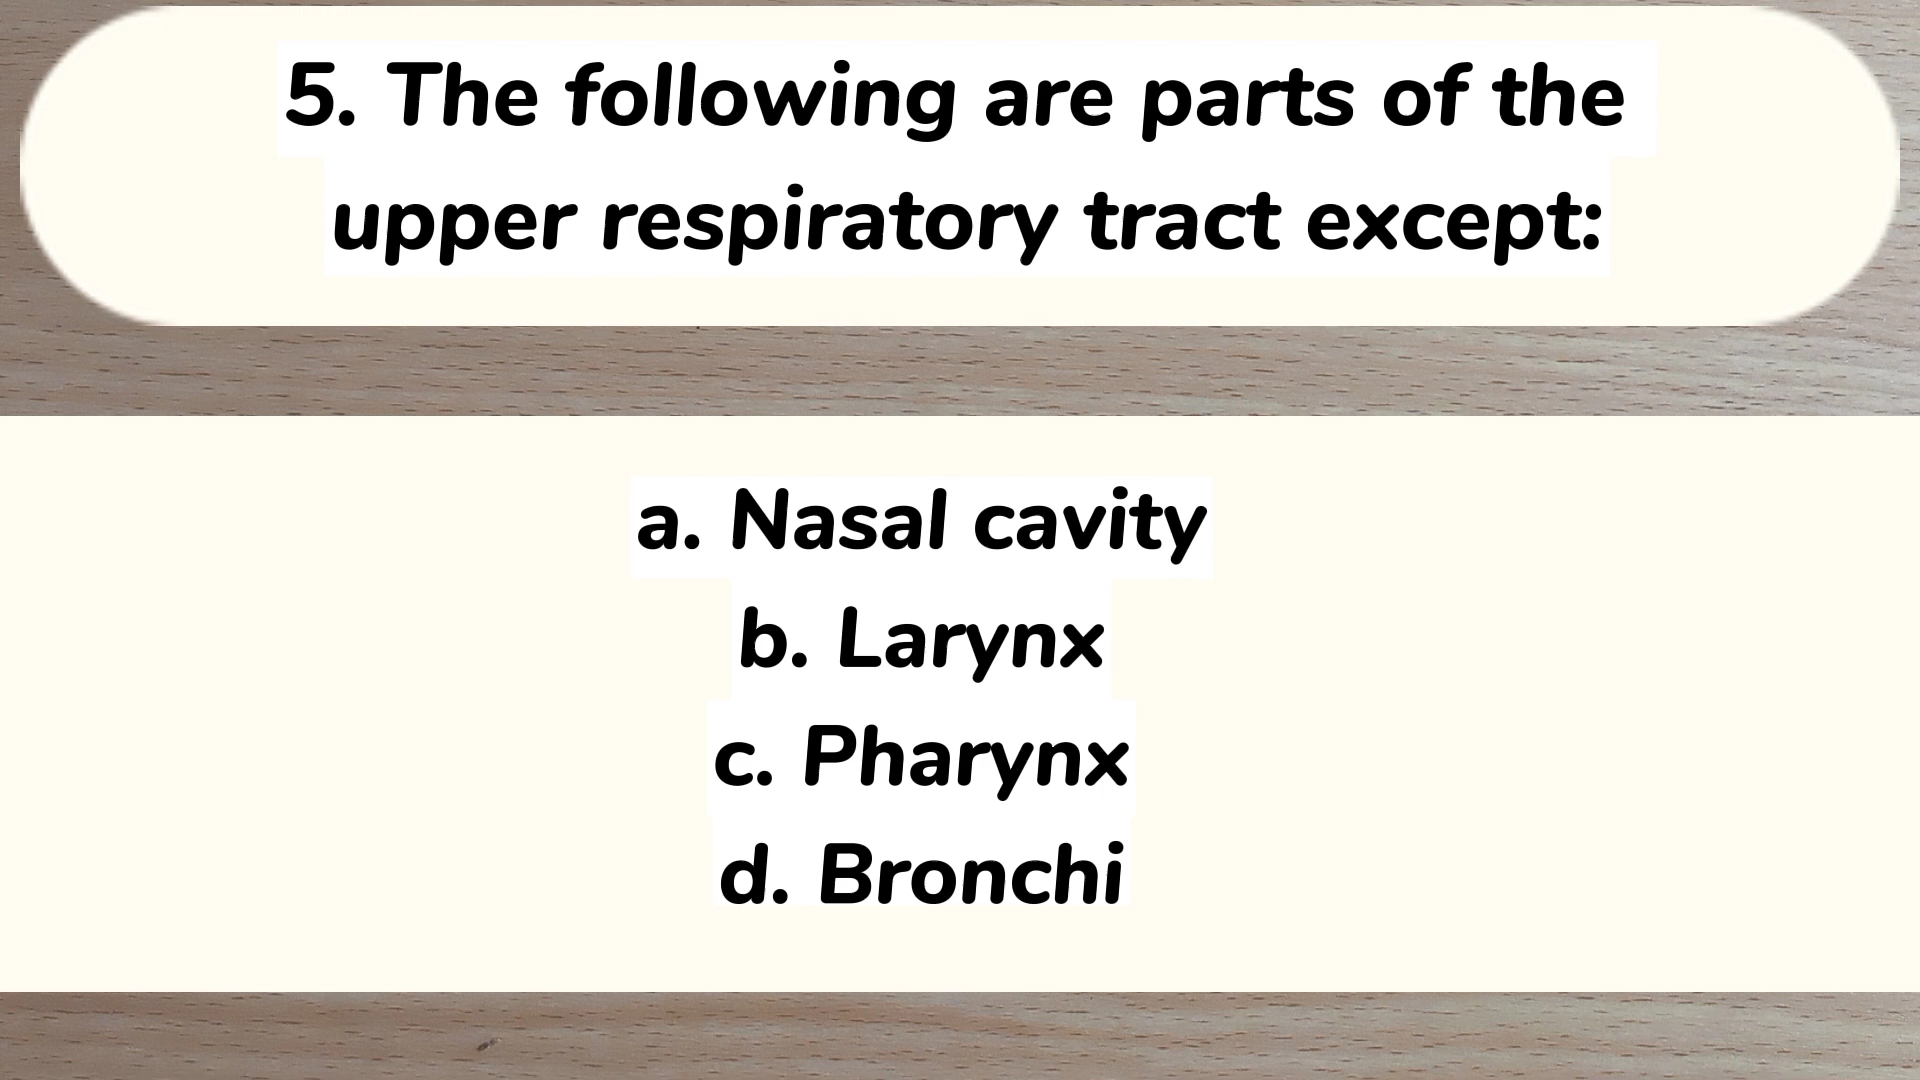 5. The following are parts of the
upper respiratory tract except:
a. Nasal cavity
b. Larynx
c. Pharynx
d. Bronchi